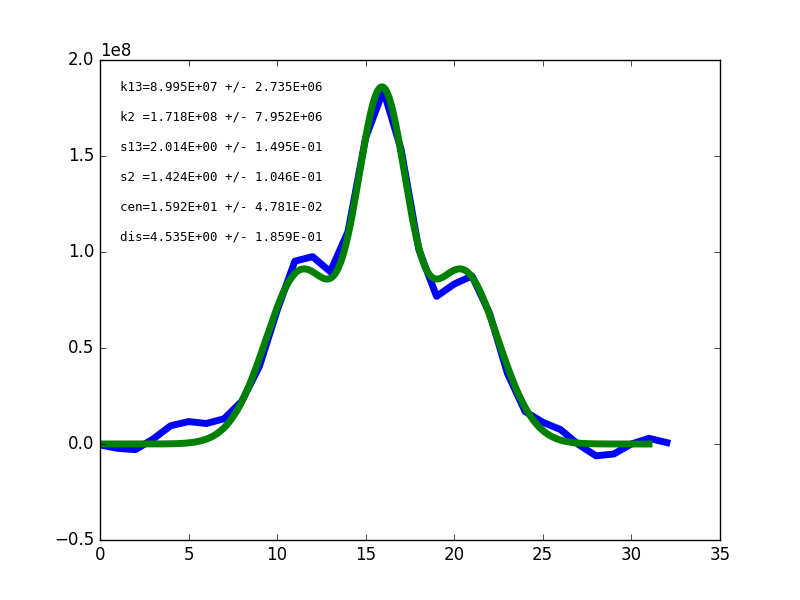 1e8
2.0
k13=8.995E+07 +/- 2.735E+06
k2 =1.718E+08 +/- 7.952E+06
1.5
s13=2.014E+00 +/- 1.495E-01
s2 =1.424E+00 +/- 1.046E-01
cen=1.592E+01 +/- 4.781E-02
dis=4.535E+00 +/- 1.859E-01
1.0
0.5
0.0
−0.5
0 5 10 15 20 25 30 35